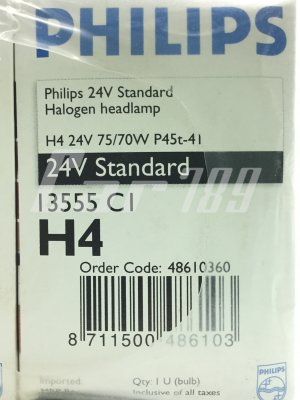 PHILIPS
Philips 24V Standard
Halogen headlamp
H4 24V 75/70W P45t-41
24V Standard
13555 C1
H4
Order Code: 48610360
8 711500 486103
Imported
Qty: 1 U (bulb)
Inclusive of all taxes
PHILIPS